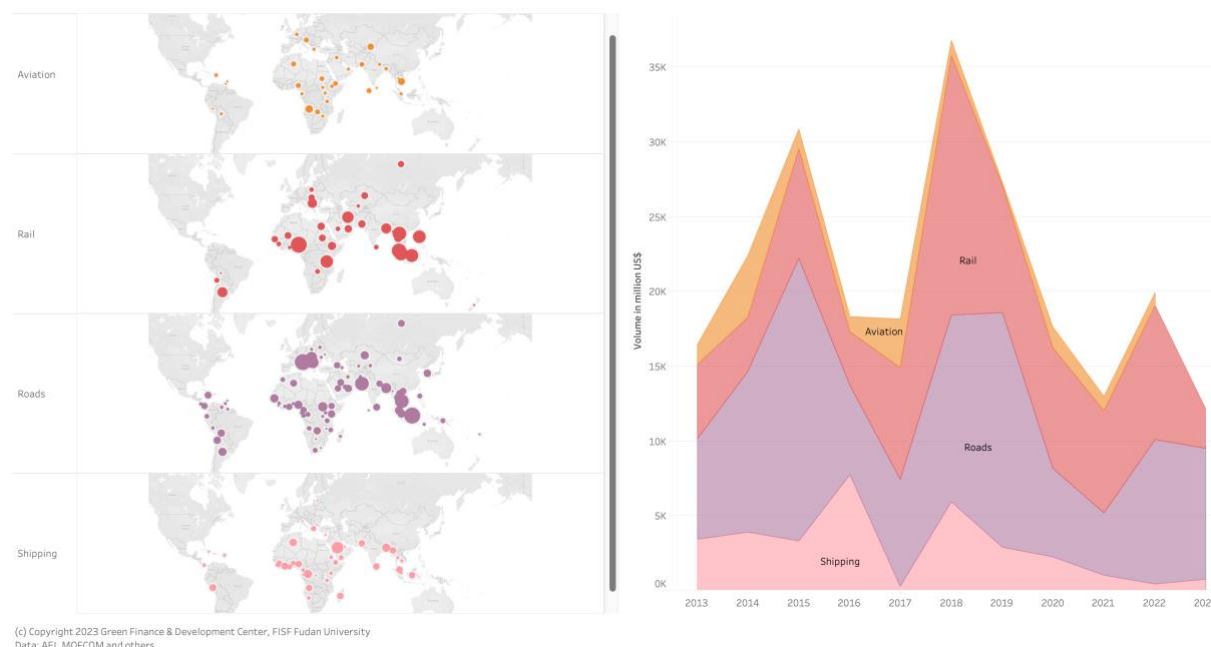 Aviation
Rail
Roads
Shipping
(c) Copyright 2023 Green Finance & Development Center, FISF Fudan University
Data: AEI, MOFCOM and others
Volume in million US$
35K
30K
25K
20K
15K
10K
5K
0K
Rail
Aviation
Roads
Shipping
2013 2014 2015 2016 2017 2018 2019 2020 2021 2022 202